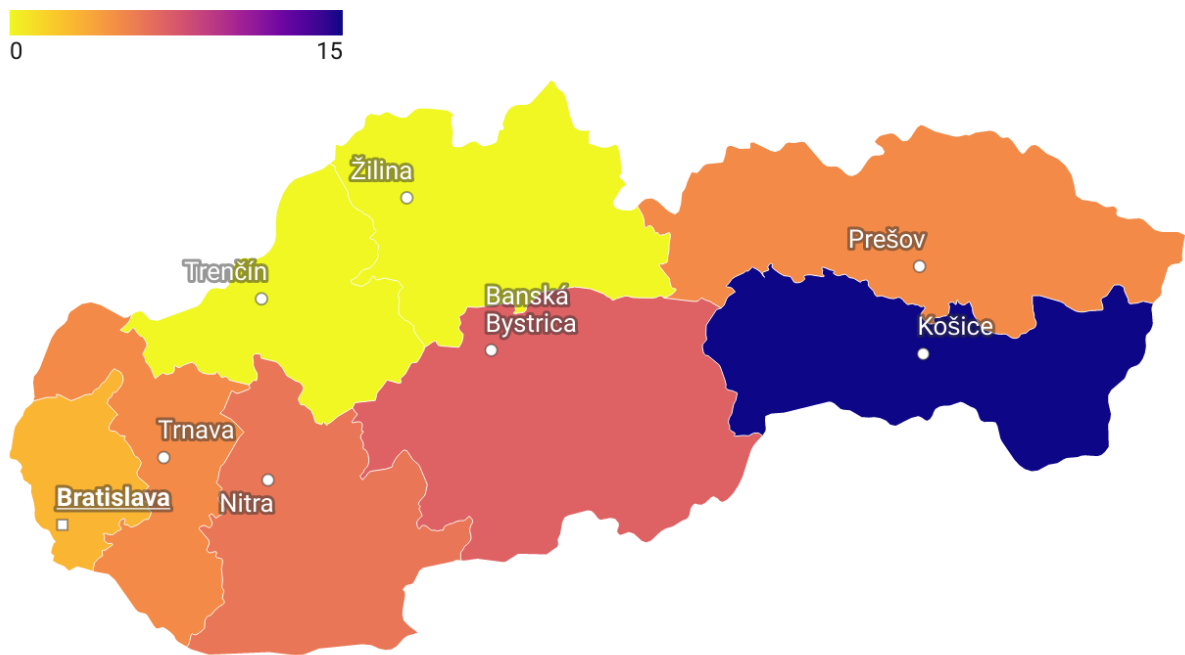 0 15
Žilina
Prešov
Trenčín
Banská
Bystrica
Košice
Trnava
Bratislava
Nitra